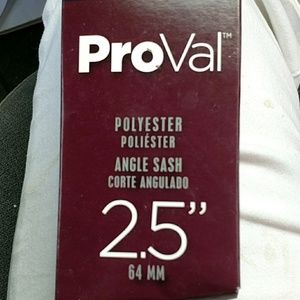 ProVal™
POLYESTER
POLIÉSTER
ANGLE SASH
CORTE ANGULADO
2.5”
64 MM